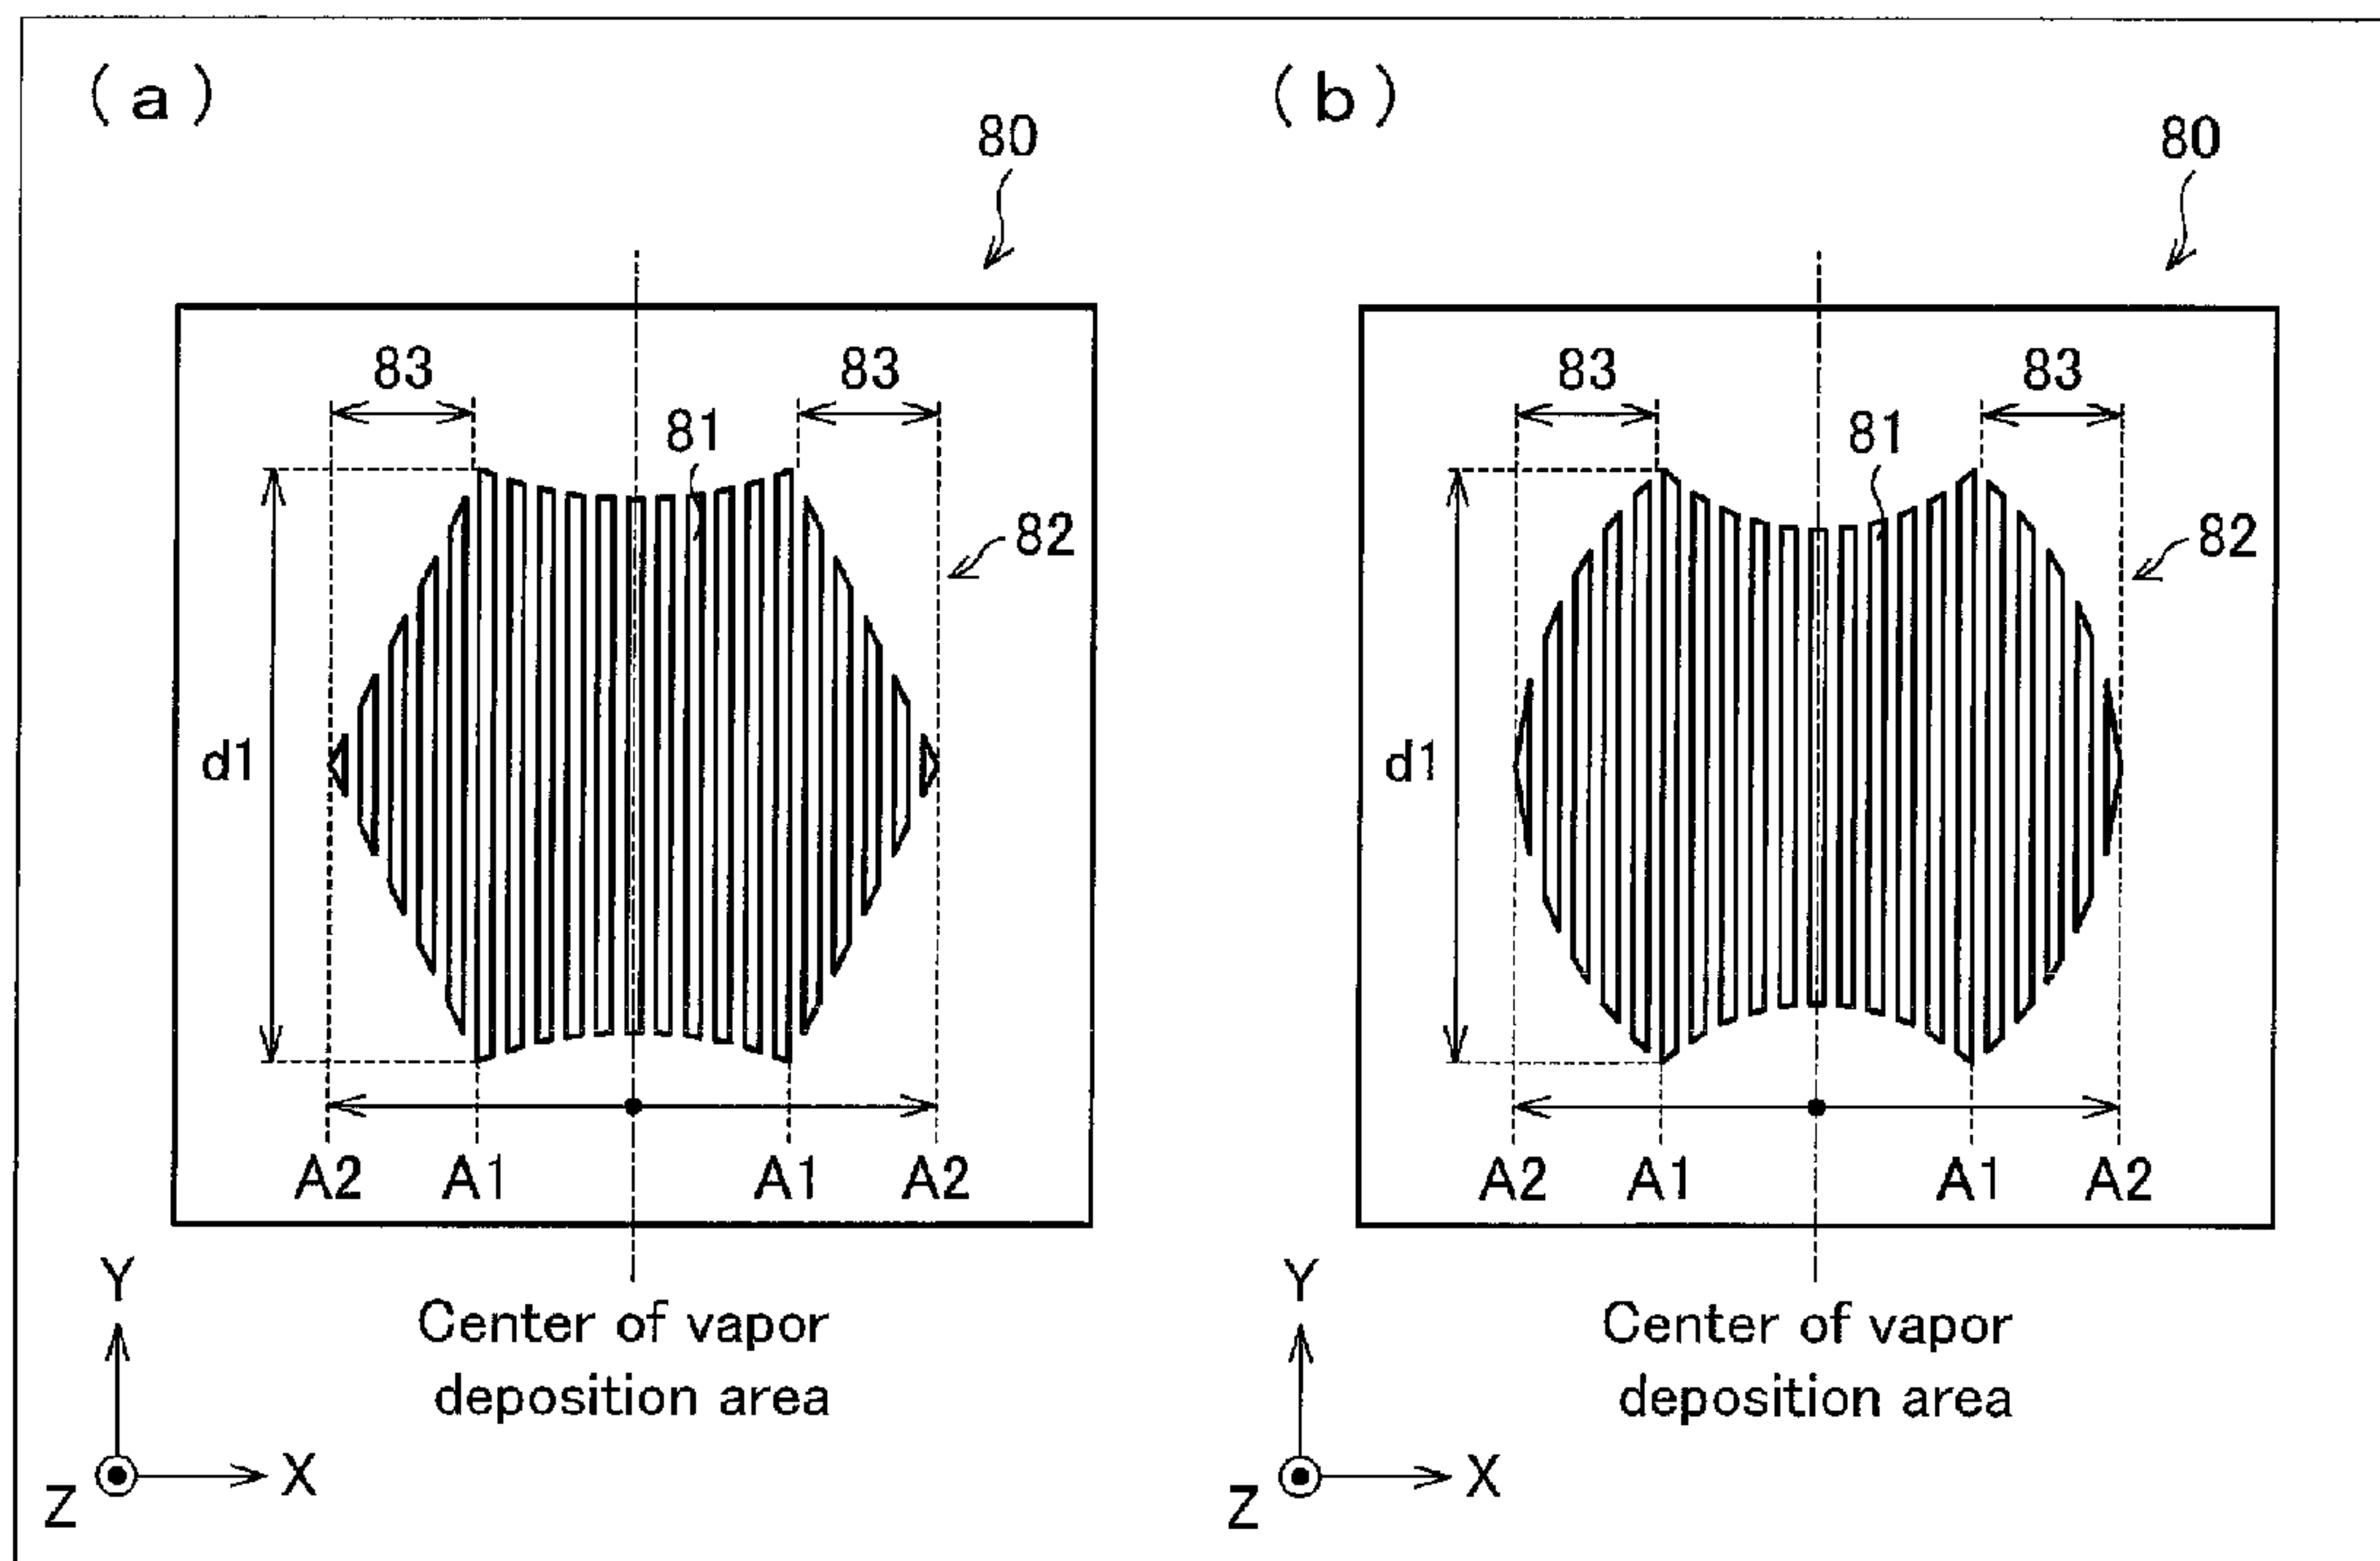 (a)
80
83
83
81
82
d1
A2
A1
A1
A2
Y
Center of vapor
deposition area
X
Z
(b)
80
83
83
81
82
d1
A2
A1
A1
A2
Y
Center of vapor
deposition area
X
Z